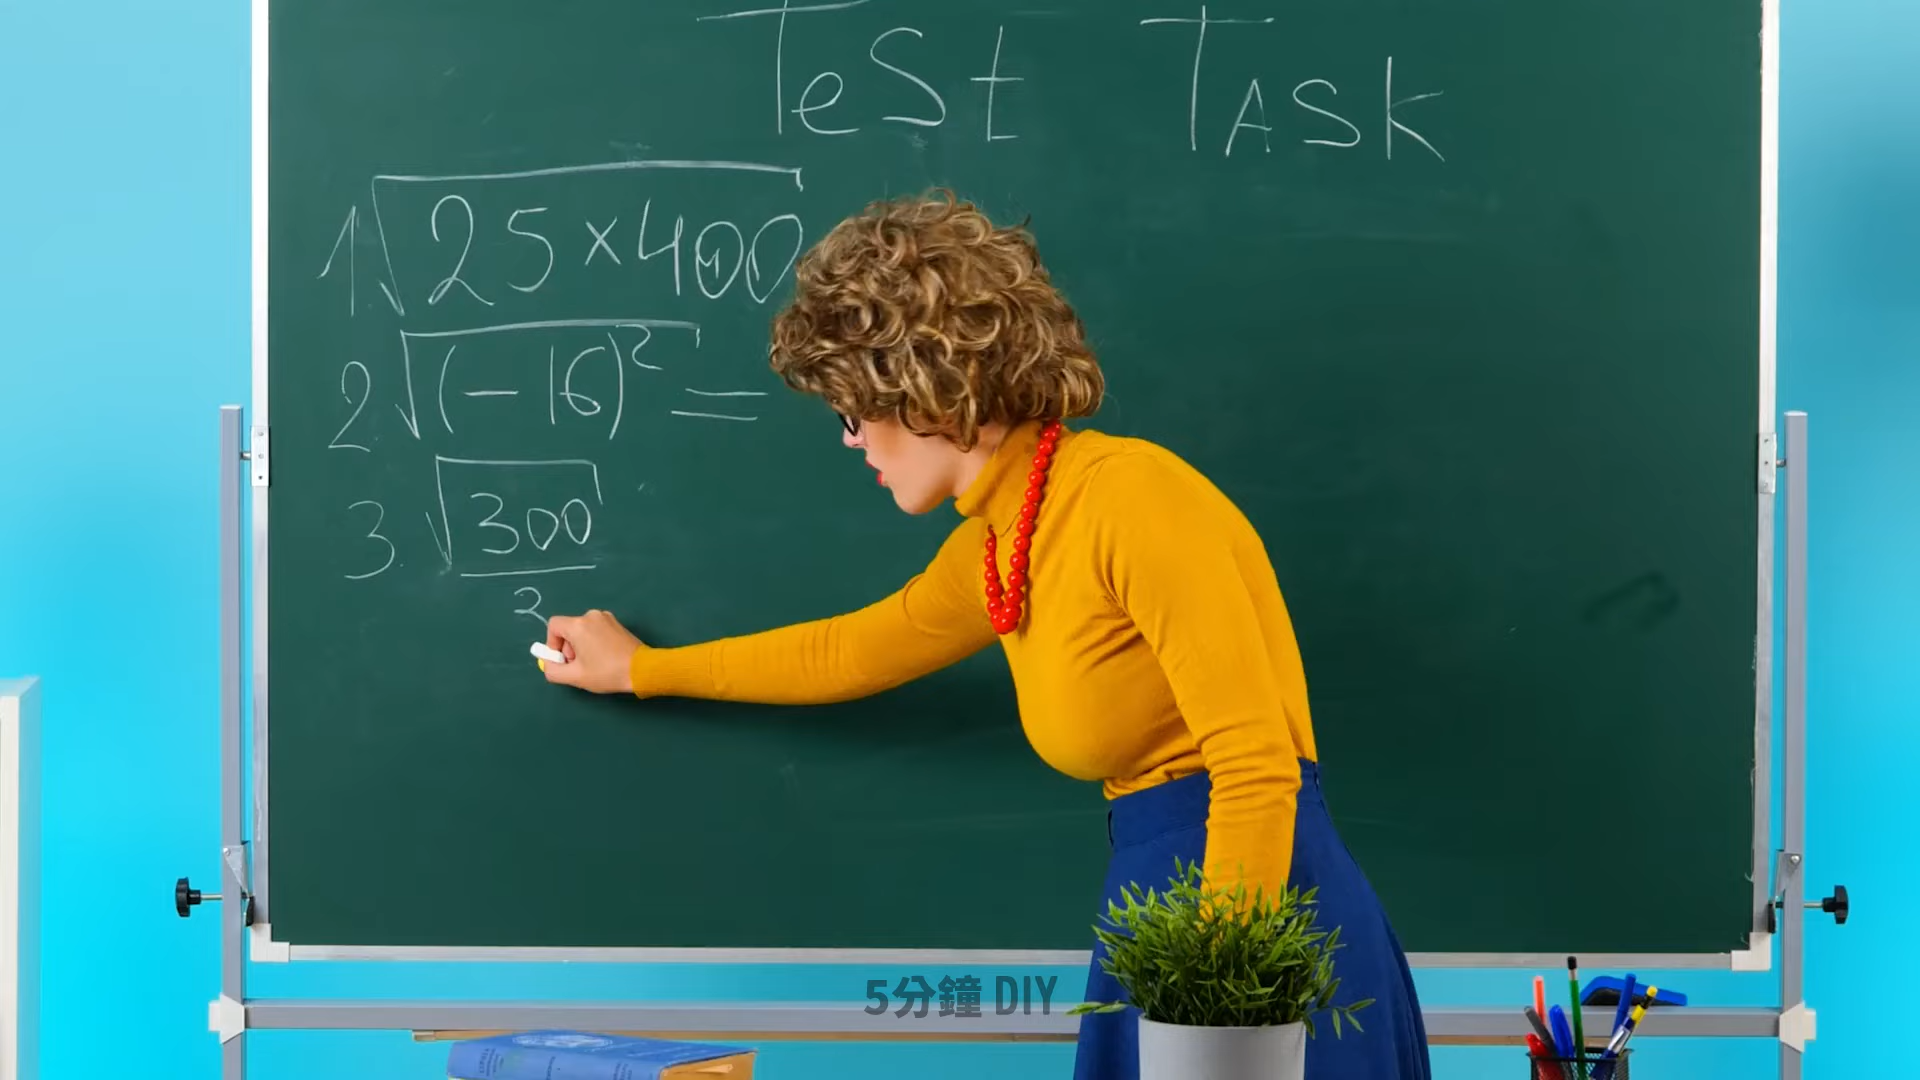 Test Task
1. √25×400
2. √(-16)² =
3. √300
3
5分鐘 DIY